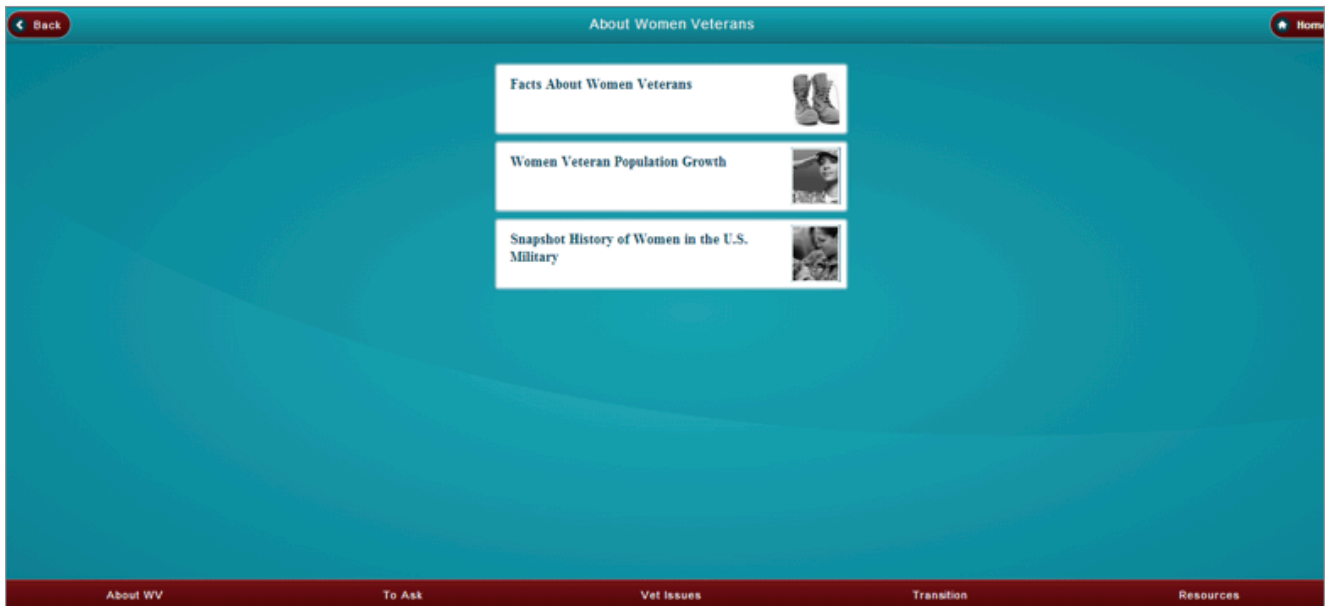 Back
About Women Veterans
Home
Facts About Women Veterans
Women Veteran Population Growth
Snapshot History of Women in the U.S.
Military
About WV
To Ask
Vet Issues
Transition
Resources